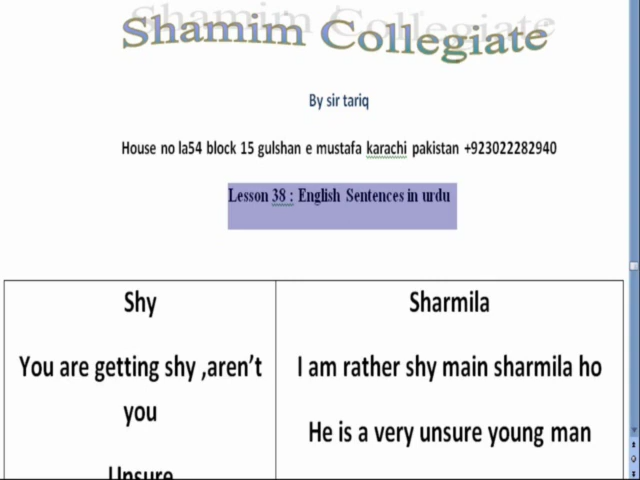 Shamim Collegiate
By sir tariq
House no la54 block 15 gulshan e mustafa karachi pakistan +923022282940
Lesson 38 : English Sentences in urdu
Shy
You are getting shy ,aren’t
you
Unsure
Sharmila
I am rather shy main sharmila ho
He is a very unsure young man